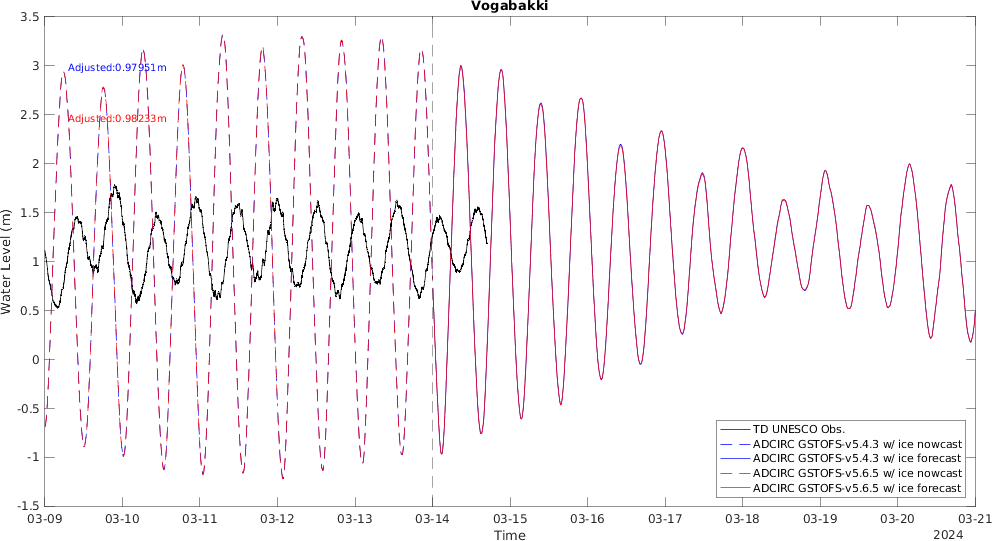 Vogabakki
3.5
3
2.5
2
1.5
1
0.5
0
-0.5
-1
-1.5
Water Level (m)
Adjusted:0.97951m
Adjusted:0.98233m
TD UNESCO Obs.
ADCIRC GSTOFS-v5.4.3 w/ ice nowcast
ADCIRC GSTOFS-v5.4.3 w/ ice forecast
ADCIRC GSTOFS-v5.6.5 w/ ice nowcast
ADCIRC GSTOFS-v5.6.5 w/ ice forecast
03-09 03-10 03-11 03-12 03-13 03-14 03-15 03-16 03-17 03-18 03-19 03-20 03-21
Time
2024